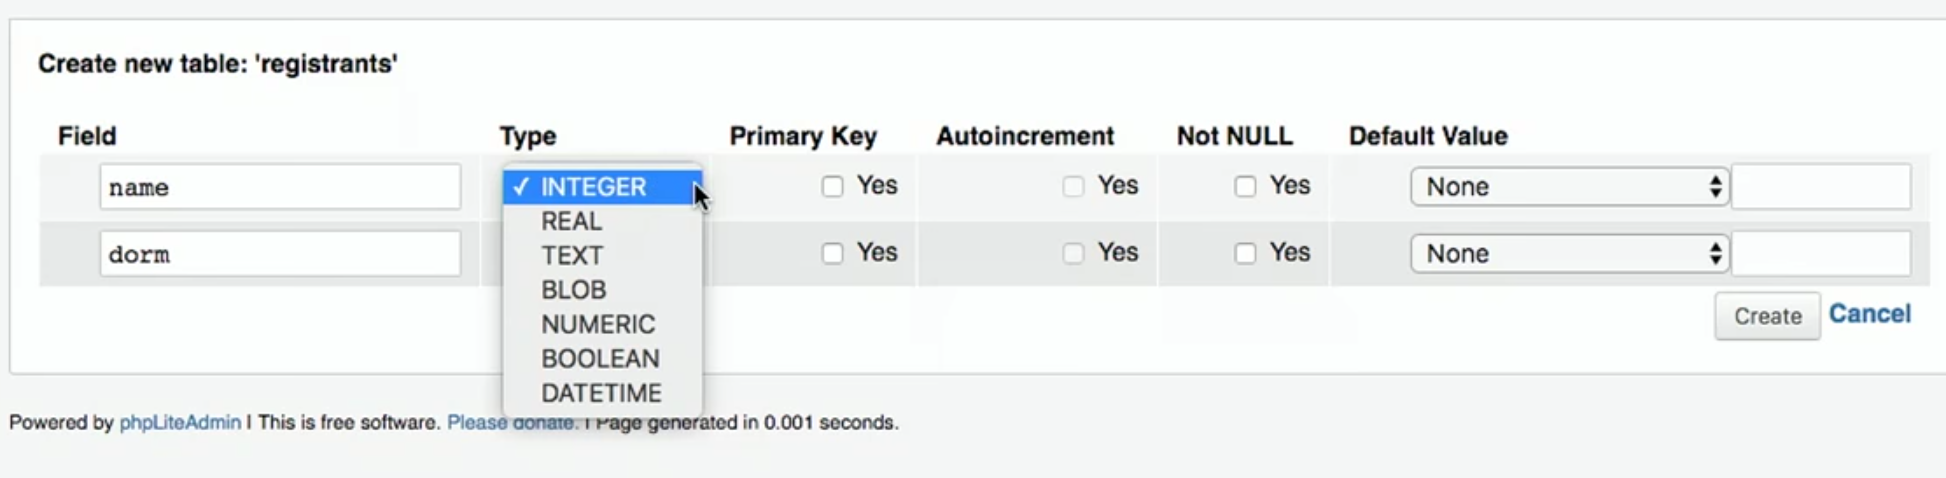 Create new table: 'registrants'
Field Type Primary Key Autoincrement Not NULL Default Value
name ✓ INTEGER Yes Yes Yes None
REAL
dorm TEXT Yes Yes Yes None
BLOB
NUMERIC Create Cancel
BOOLEAN
DATETIME
Powered by phpLiteAdmin | This is free software. Please donate. | Page generated in 0.001 seconds.